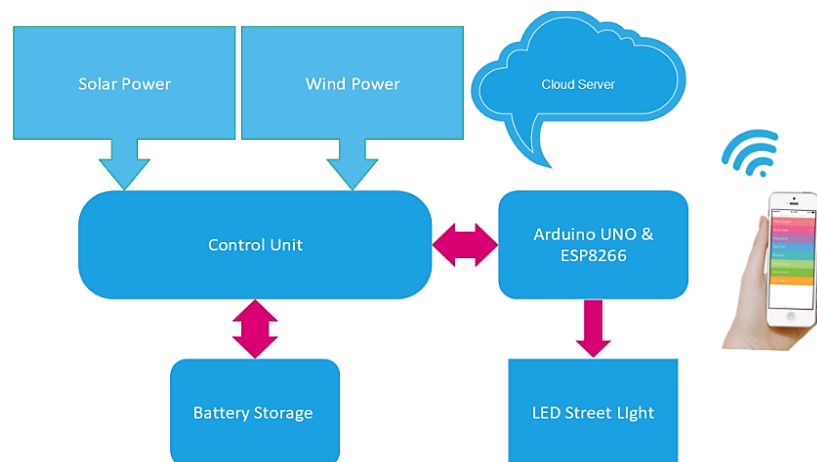 Solar Power
Wind Power
Cloud Server
Control Unit
Arduino UNO &
ESP8266
Battery Storage
LED Street LIght